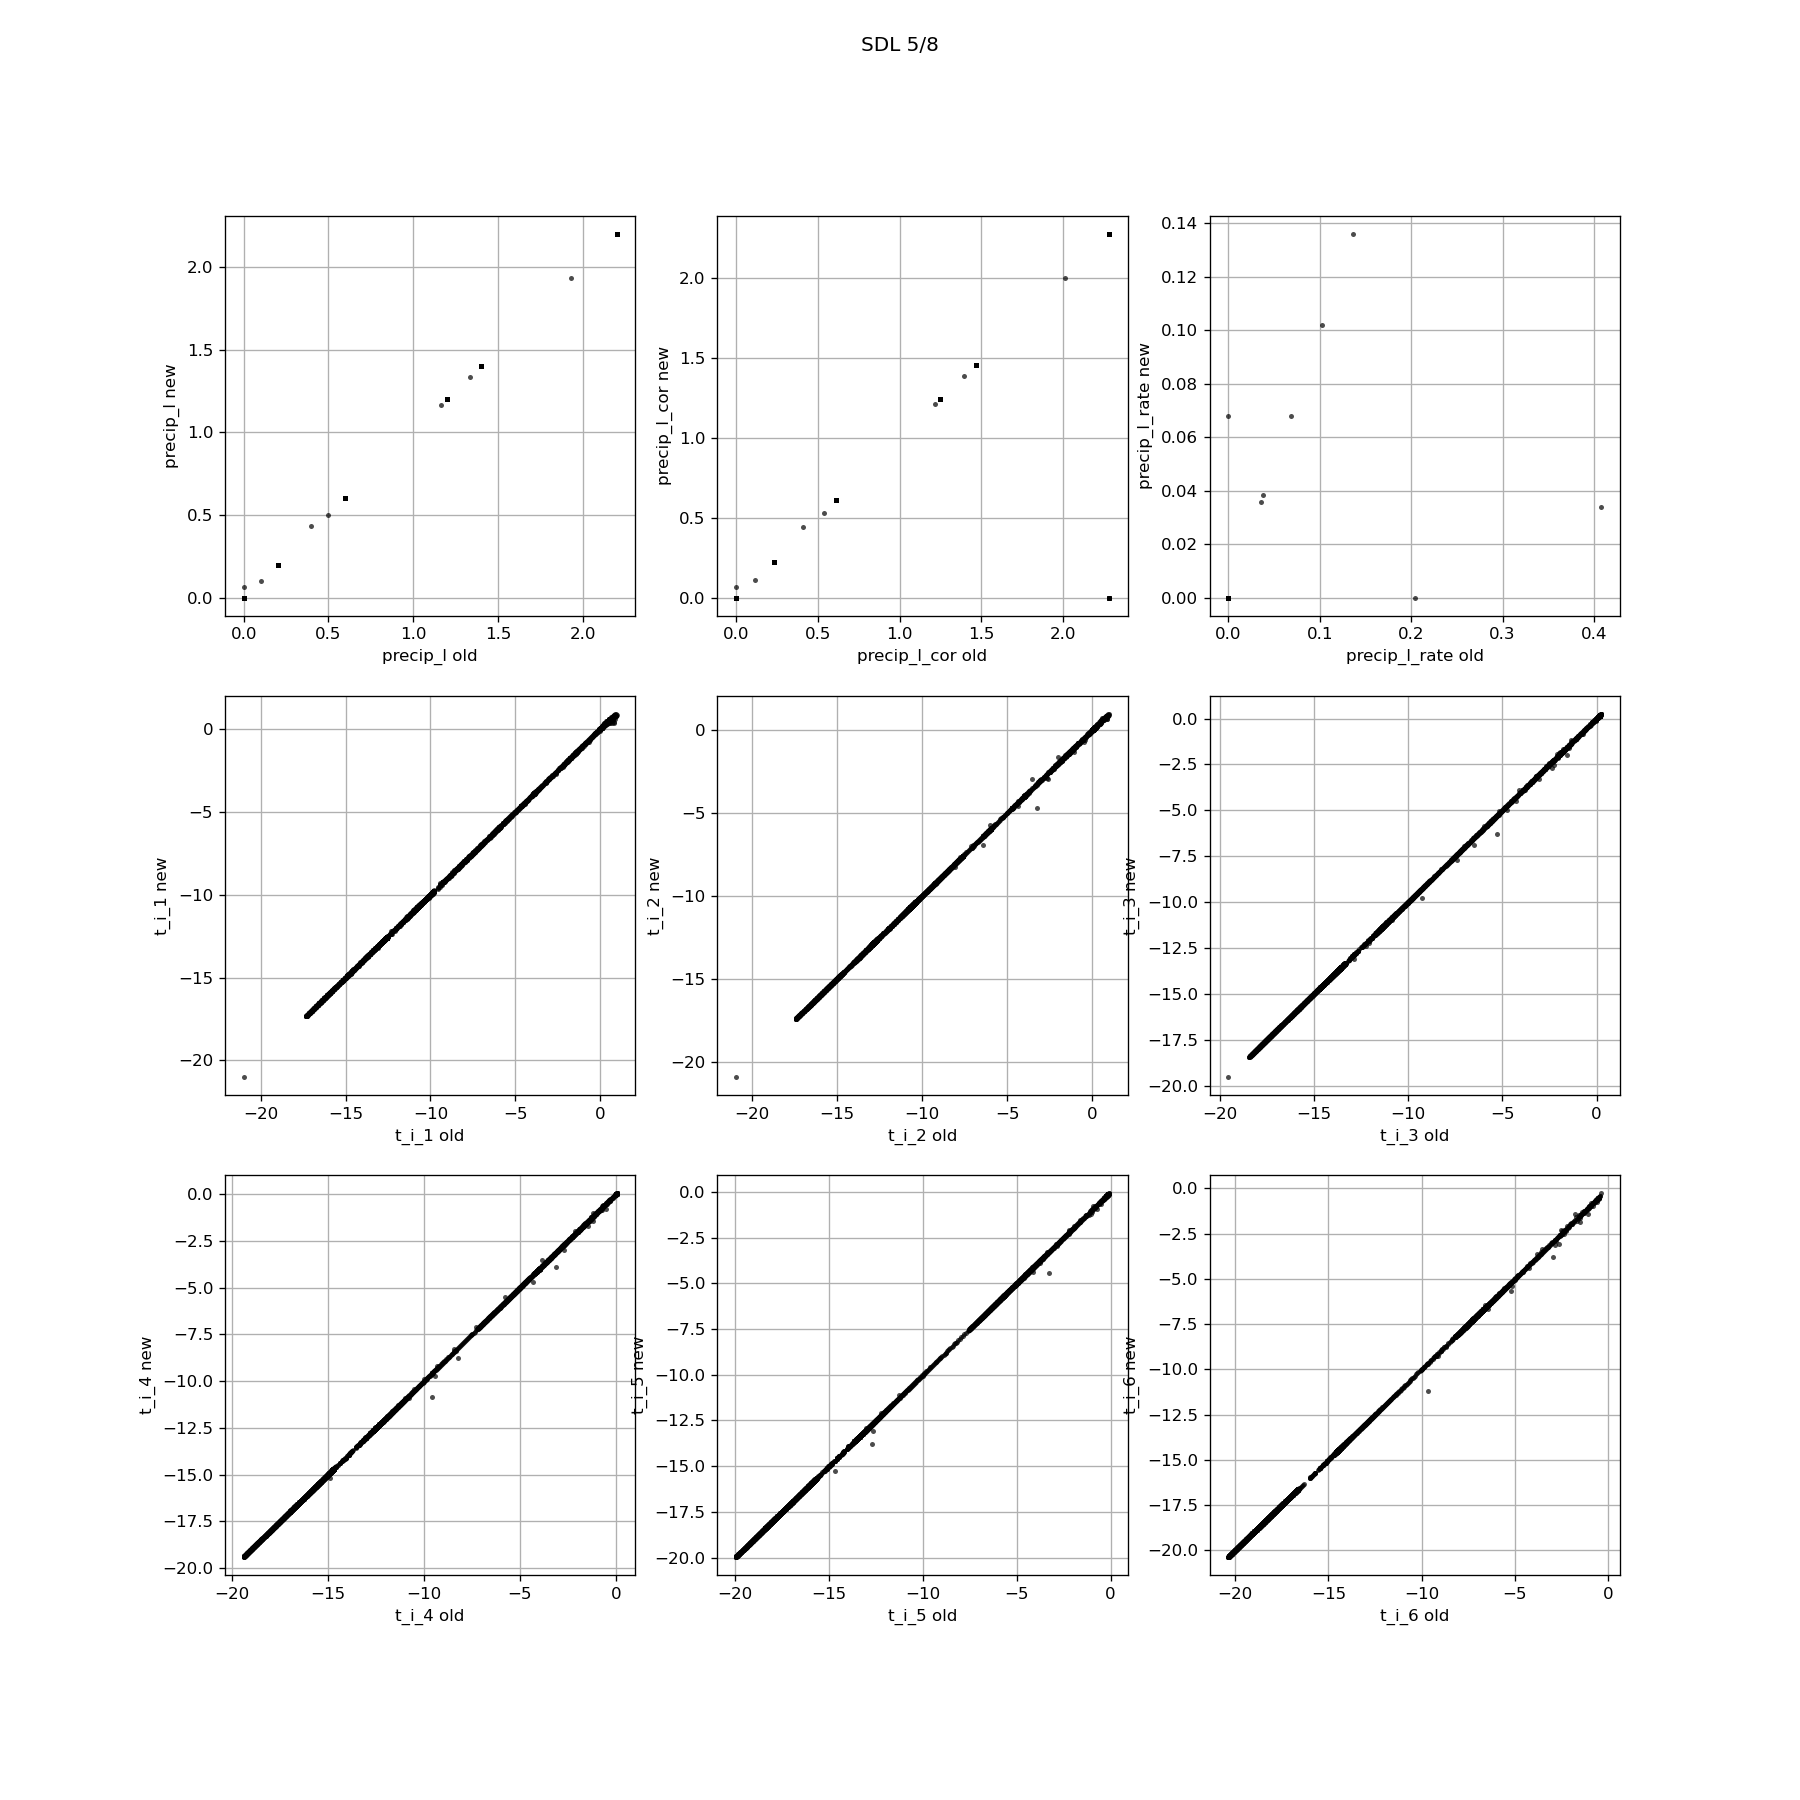 SDL 5/8
precip_l new
2.0
1.5
1.0
0.5
0.0
0.0 0.5 1.0 1.5 2.0
precip_l old
precip_l_cor new
2.0
1.5
1.0
0.5
0.0
0.0 0.5 1.0 1.5 2.0
precip_l_cor old
precip_l_rate new
0.14
0.12
0.10
0.08
0.06
0.04
0.02
0.00
0.0 0.1 0.2 0.3 0.4
precip_l_rate old
t_i_1 new
0
−5
−10
−15
−20
−20 −15 −10 −5 0
t_i_1 old
t_i_2 new
0
−5
−10
−15
−20
−20 −15 −10 −5 0
t_i_2 old
t_i_3 new
0.0
−2.5
−5.0
−7.5
−10.0
−12.5
−15.0
−17.5
−20.0
−20 −15 −10 −5 0
t_i_3 old
t_i_4 new
0.0
−2.5
−5.0
−7.5
−10.0
−12.5
−15.0
−17.5
−20.0
−20 −15 −10 −5 0
t_i_4 old
t_i_5 new
0.0
−2.5
−5.0
−7.5
−10.0
−12.5
−15.0
−17.5
−20.0
−20 −15 −10 −5 0
t_i_5 old
t_i_6 new
0.0
−2.5
−5.0
−7.5
−10.0
−12.5
−15.0
−17.5
−20.0
−20 −15 −10 −5 0
t_i_6 old